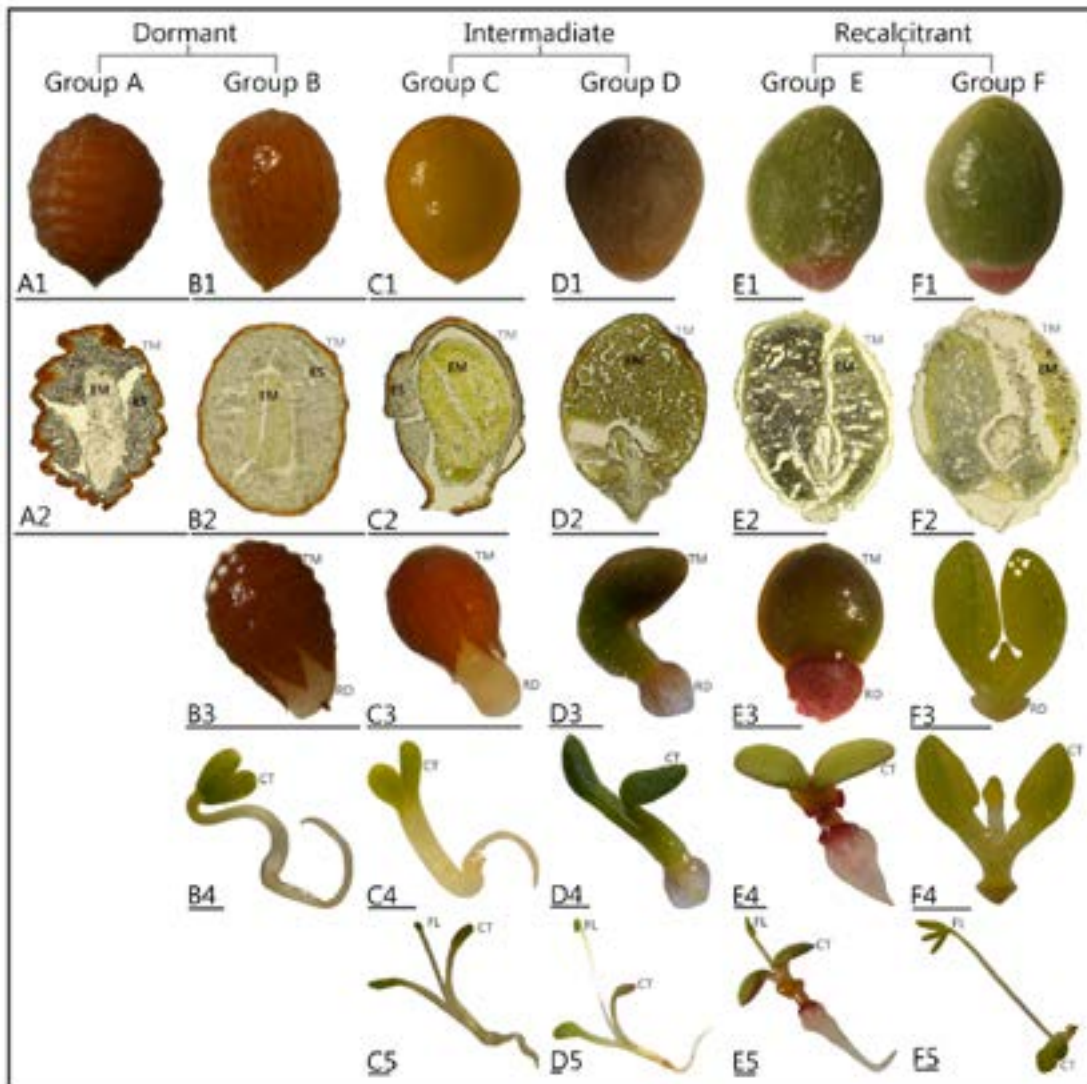 Dormant Intermadiate Recalcitrant
Group A Group B Group C Group D Group E Group F
A1 B1 C1 D1 E1 F1
TM TM TM TM TM TM
EM ES EM ES EM ES EM EM EM
A2 B2 C2 D2 E2 F2
TM TM TM TM
RD RD RD RD RD
B3 C3 D3 E3 F3
CT CT CT CT CT
B4 C4 D4 E4 F4
FL CT FL CT FL CT FL CT
C5 D5 E5 F5